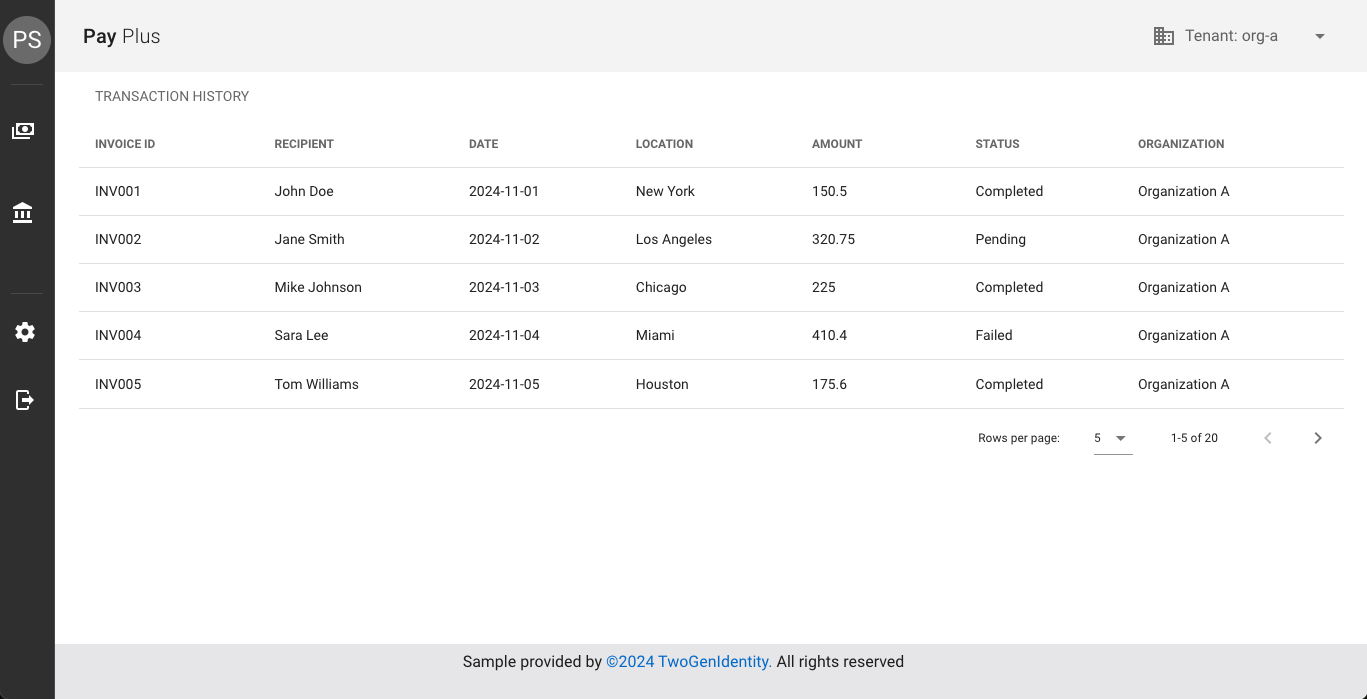 PS
Pay Plus
Tenant: org-a
TRANSACTION HISTORY
INVOICE ID RECIPIENT DATE LOCATION AMOUNT STATUS ORGANIZATION
INV001 John Doe 2024-11-01 New York 150.5 Completed Organization A
INV002 Jane Smith 2024-11-02 Los Angeles 320.75 Pending Organization A
INV003 Mike Johnson 2024-11-03 Chicago 225 Completed Organization A
INV004 Sara Lee 2024-11-04 Miami 410.4 Failed Organization A
INV005 Tom Williams 2024-11-05 Houston 175.6 Completed Organization A
Rows per page: 5 1-5 of 20
Sample provided by ©2024 TwoGenIdentity. All rights reserved